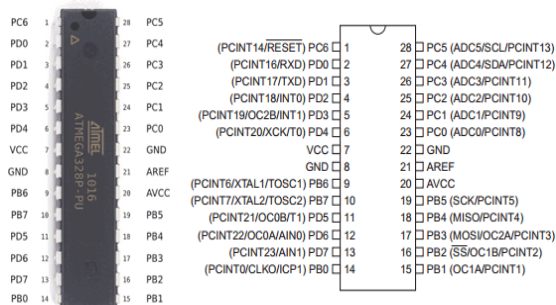 PC6 1 28 PC5
PD0 2 27 PC4
PD1 3 26 PC3
PD2 4 25 PC2
PD3 5 24 PC1
PD4 6 23 PC0
VCC 7 22 GND
GND 8 21 AREF
PB6 9 20 AVCC
PB7 10 19 PB5
PD5 11 18 PB4
PD6 12 17 PB3
PD7 13 16 PB2
PB0 14 15 PB1
ATMEL 1016
ATMEGA328P-PU
(PCINT14/RESET) PC6 1 28 PC5 (ADC5/SCL/PCINT13)
(PCINT16/RXD) PD0 2 27 PC4 (ADC4/SDA/PCINT12)
(PCINT17/TXD) PD1 3 26 PC3 (ADC3/PCINT11)
(PCINT18/INT0) PD2 4 25 PC2 (ADC2/PCINT10)
(PCINT19/OC2B/INT1) PD3 5 24 PC1 (ADC1/PCINT9)
(PCINT20/XCK/T0) PD4 6 23 PC0 (ADC0/PCINT8)
VCC 7 22 GND
GND 8 21 AREF
(PCINT6/XTAL1/TOSC1) PB6 9 20 AVCC
(PCINT7/XTAL2/TOSC2) PB7 10 19 PB5 (SCK/PCINT5)
(PCINT21/OC0B/T1) PD5 11 18 PB4 (MISO/PCINT4)
(PCINT22/OC0A/AIN0) PD6 12 17 PB3 (MOSI/OC2A/PCINT3)
(PCINT23/AIN1) PD7 13 16 PB2 (SS/OC1B/PCINT2)
(PCINT0/CLKO/ICP1) PB0 14 15 PB1 (OC1A/PCINT1)